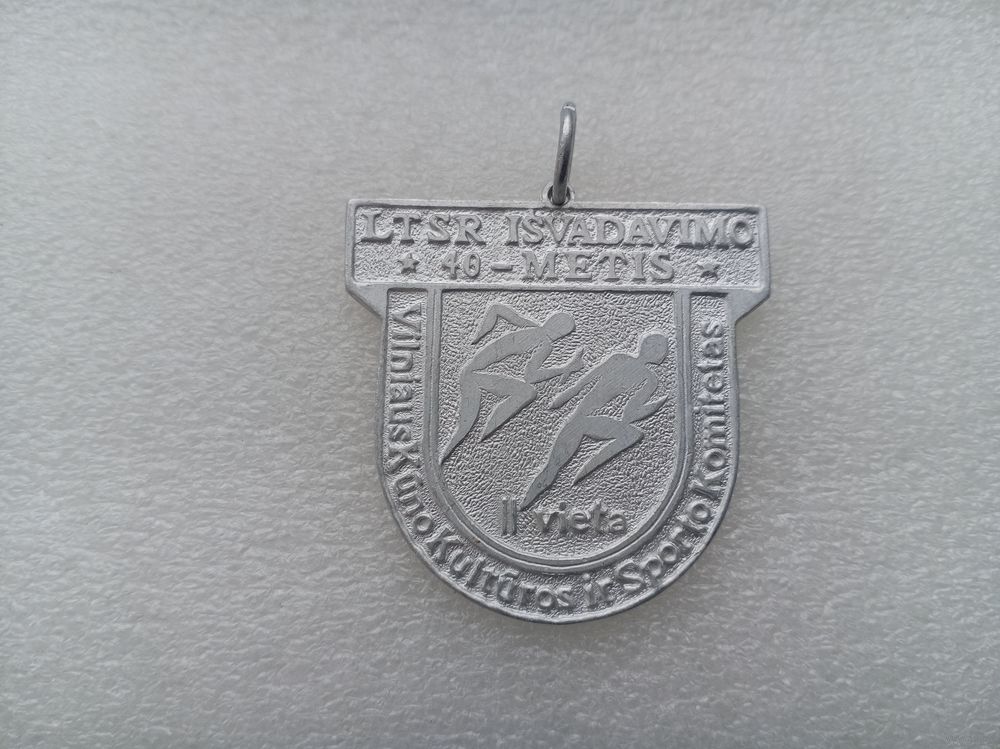 LTSR IŠVADAVIMO
★ 40-METIS ★
Vilniaus Kūno Kultūros ir Sporto Komitetas
II vieta